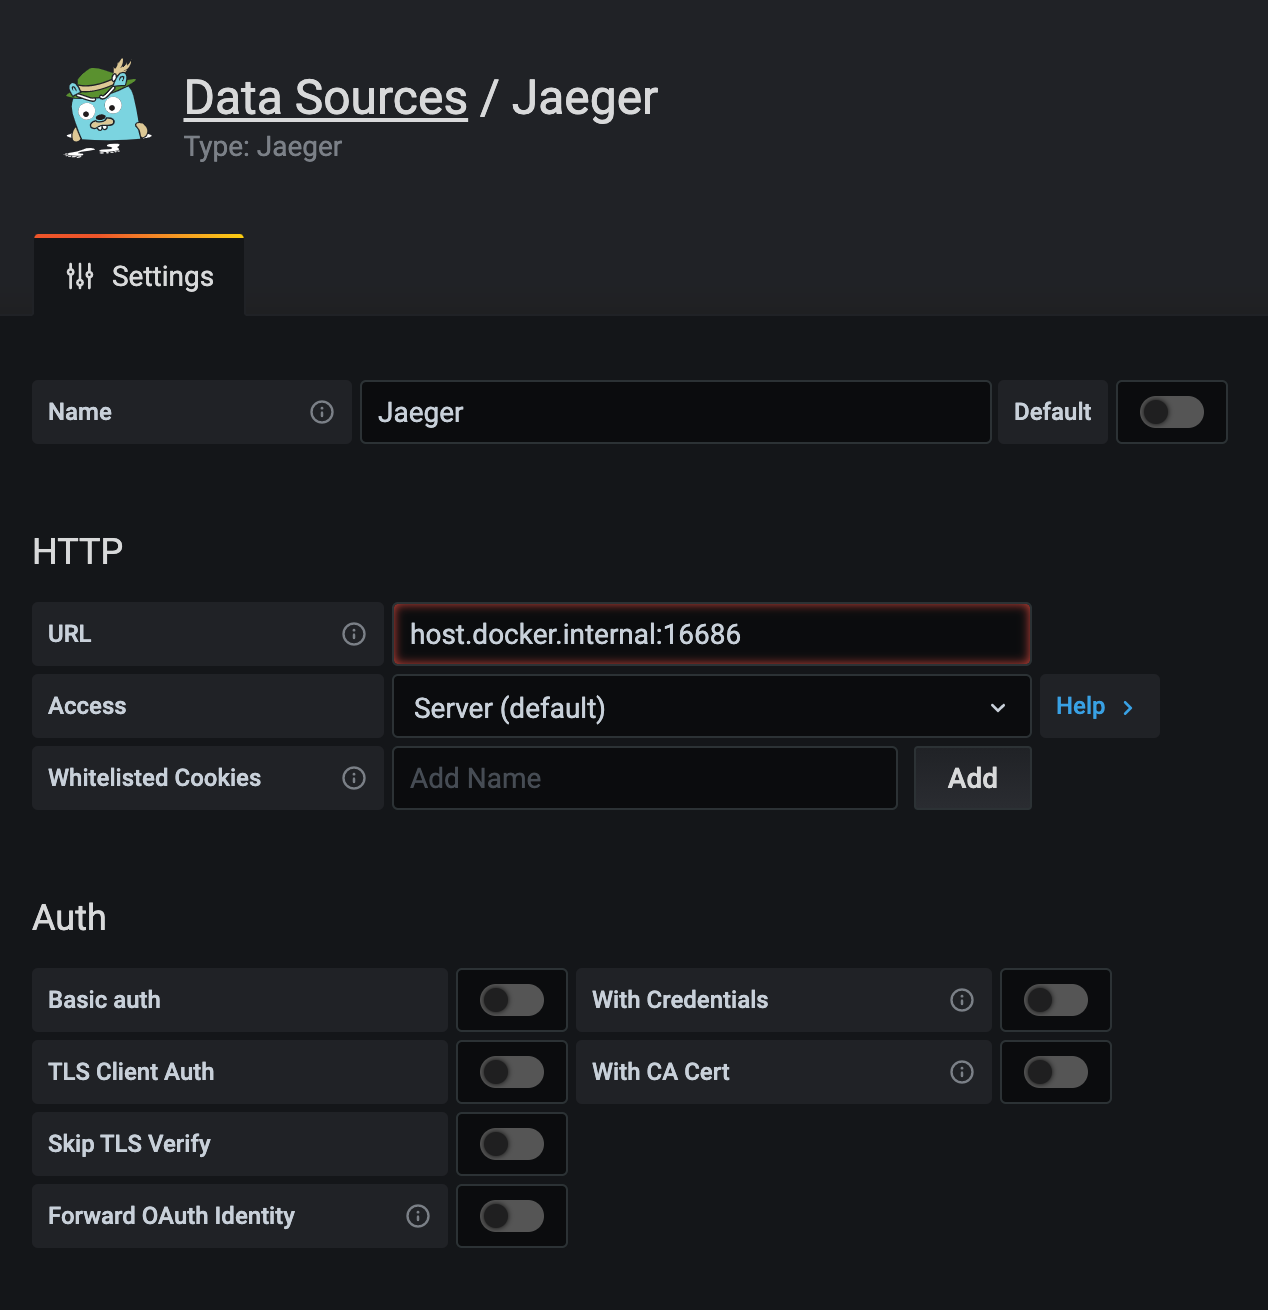 Data Sources / Jaeger
Type: Jaeger
Settings
Name Jaeger Default
HTTP
URL host.docker.internal:16686
Access Server (default) Help
Whitelisted Cookies Add Name Add
Auth
Basic auth With Credentials
TLS Client Auth With CA Cert
Skip TLS Verify
Forward OAuth Identity